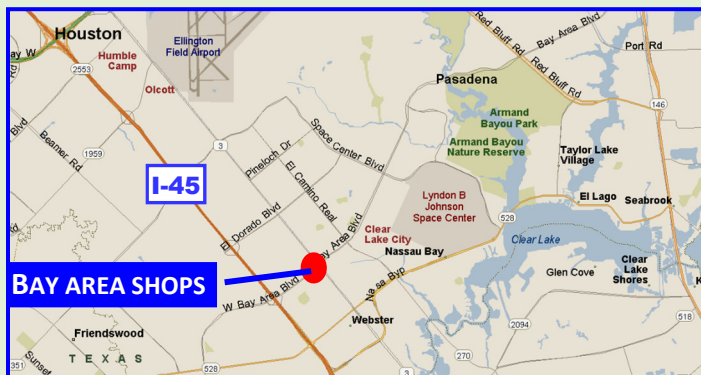 Houston
Ellington
Field Airport
Bay Area Blvd
Port Rd
Bay W
Humble
Camp
2553
Olcott
Pasadena
Red Bluff Rd
Red Bluff Rd
146
Blvd
Beamer Rd
1959
3
Pineloch Dr
Space Center Blvd
Armand
Bayou Park
Armand Bayou
Nature Reserve
Taylor Lake
Village
I-45
El Camino Real
Lyndon B
Johnson
Space Center
El Lago
Seabrook
528
El Dorado Blvd
Clear
Lake City
Bay Area Blvd
Nassau Bay
Clear Lake
BAY AREA SHOPS
Nasa Byp
Glen Cove
Clear
Lake
Shores
W Bay Area Blvd
Webster
Friendswood
2094
518
TEXAS
Sunset
351
528
3
270